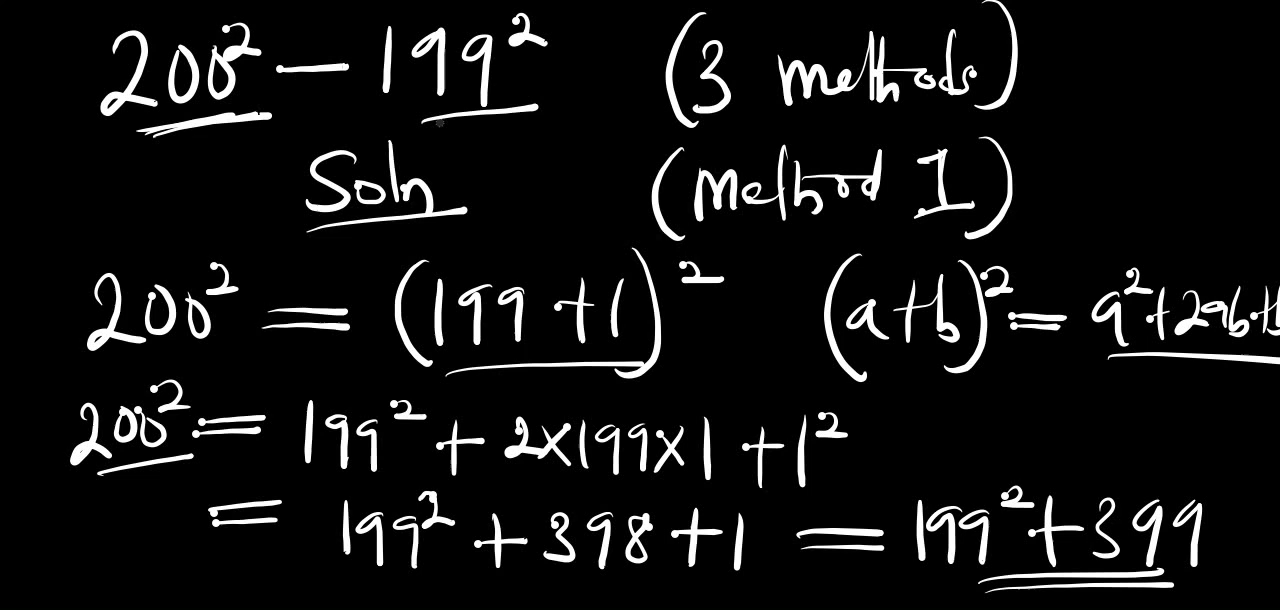 200² - 199² (3 methods)
Soln (Method I)
200² = (199 + 1)² (a+b)² = a²+2ab+b
200² = 199² + 2×199×1 + 1²
= 199² + 398 + 1 = 199² + 399